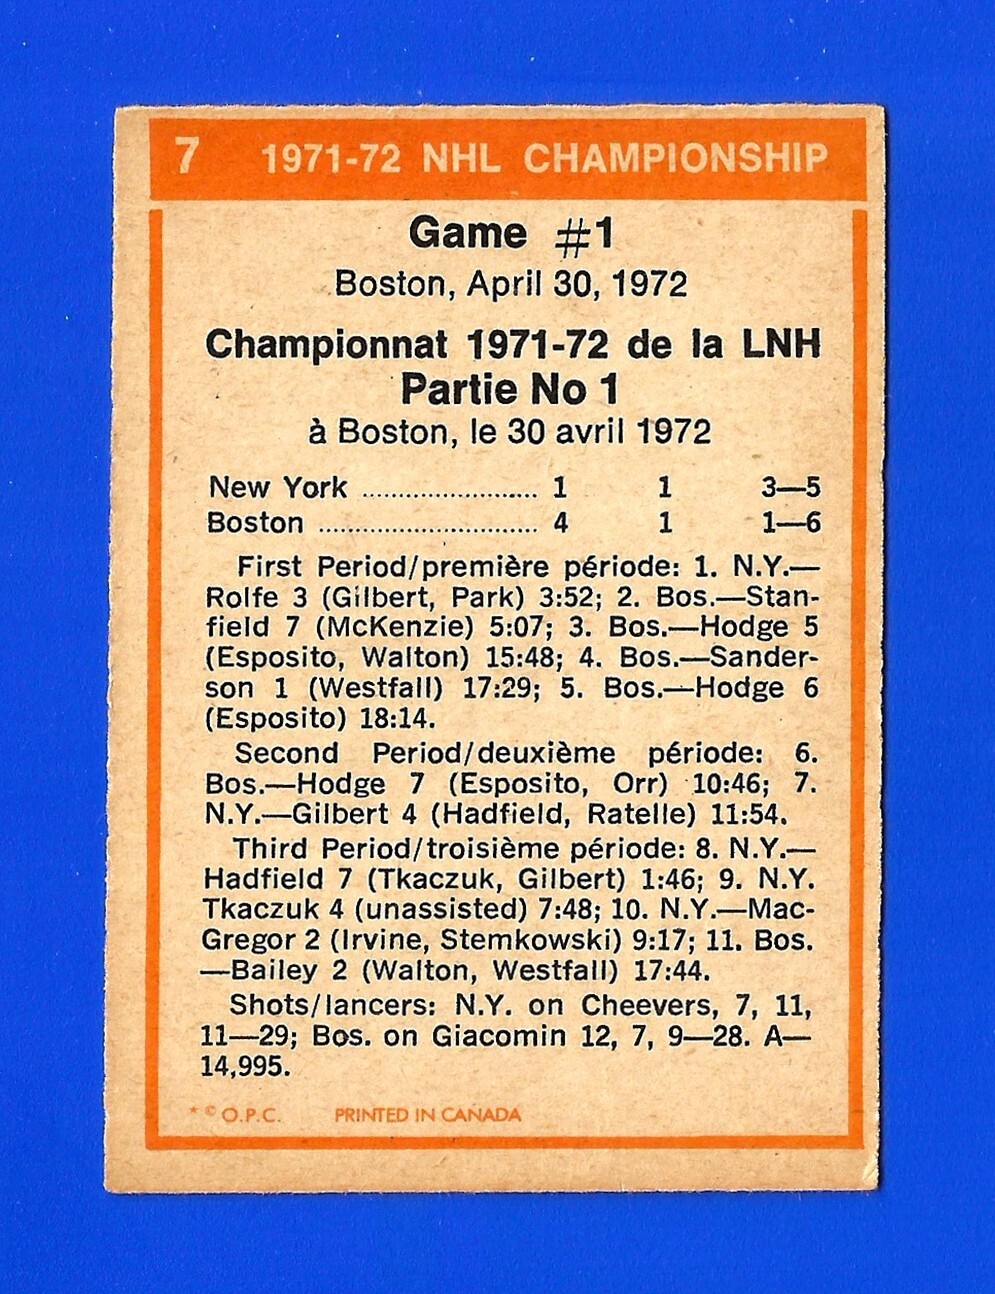 7 1971-72 NHL CHAMPIONSHIP
Game #1
Boston, April 30, 1972
Championnat 1971-72 de la LNH
Partie No 1
à Boston, le 30 avril 1972
New York ........................ 1 1 3—5
Boston .............................. 4 1 1—6
First Period/première période: 1. N.Y.—
Rolfe 3 (Gilbert, Park) 3:52; 2. Bos.—Stan-
field 7 (McKenzie) 5:07; 3. Bos.—Hodge 5
(Esposito, Walton) 15:48; 4. Bos.—Sander-
son 1 (Westfall) 17:29; 5. Bos.—Hodge 6
(Esposito) 18:14.
Second Period/deuxième période: 6.
Bos.—Hodge 7 (Esposito, Orr) 10:46; 7.
N.Y.—Gilbert 4 (Hadfield, Ratelle) 11:54.
Third Period/troisième période: 8. N.Y.—
Hadfield 7 (Tkaczuk, Gilbert) 1:46; 9. N.Y.
Tkaczuk 4 (unassisted) 7:48; 10. N.Y.—Mac-
Gregor 2 (Irvine, Stemkowski) 9:17; 11. Bos.
—Bailey 2 (Walton, Westfall) 17:44.
Shots/lancers: N.Y. on Cheevers, 7, 11,
11—29; Bos. on Giacomin 12, 7, 9—28. A—
14,995.
* © O.P.C. PRINTED IN CANADA